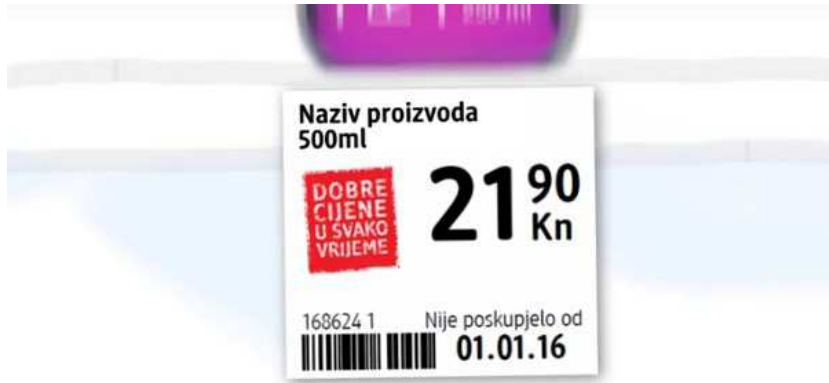 Naziv proizvoda
500ml
DOBRE
CIJENE
U SVAKO
VRIJEME
21 90
Kn
168624 1
Nije poskupjelo od
01.01.16